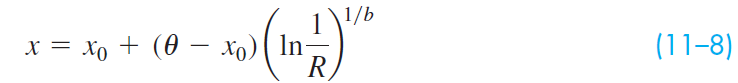 x = x₀ + (θ − x₀)(ln 1/R)^1/b (11–8)